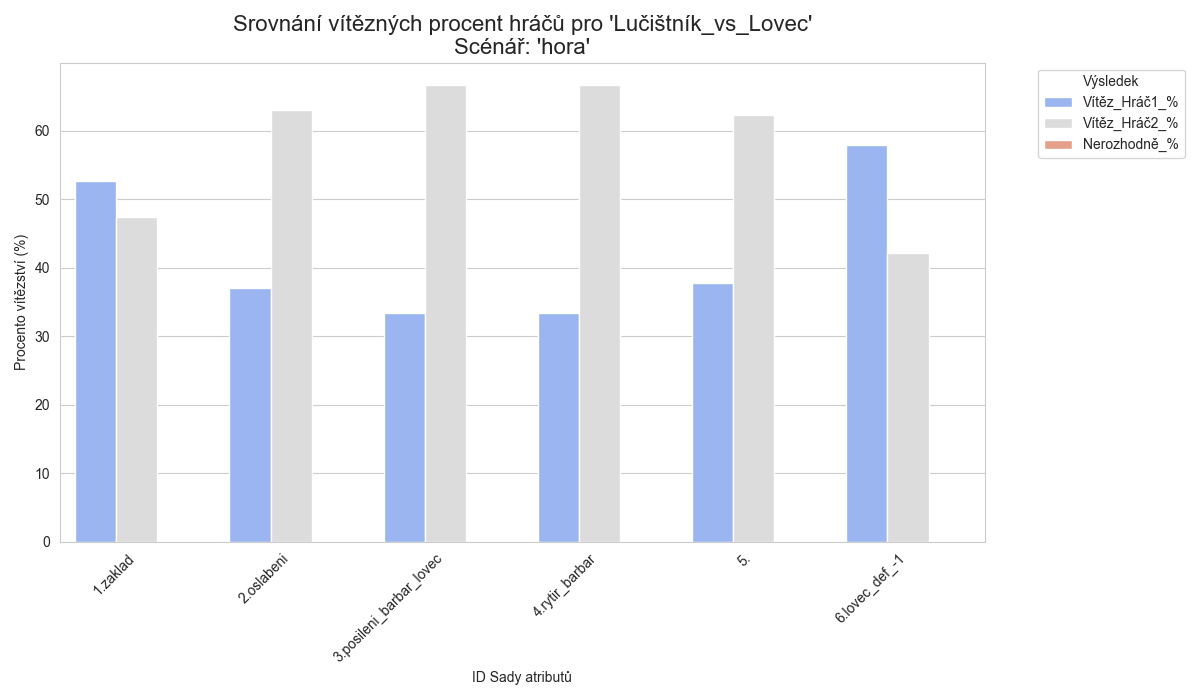 Srovnání vítězných procent hráčů pro 'Lučištník_vs_Lovec'
Scénář: 'hora'
Výsledek
Vítěz_Hráč1_%
Vítěz_Hráč2_%
Nerozhodně_%
Procento vítězství (%)
60
50
40
30
20
10
0
1.zaklad
2.oslabeni
3.posileni_barbar_lovec
4.rytir_barbar
5.
6.lovec_def_-1
ID Sady atributů